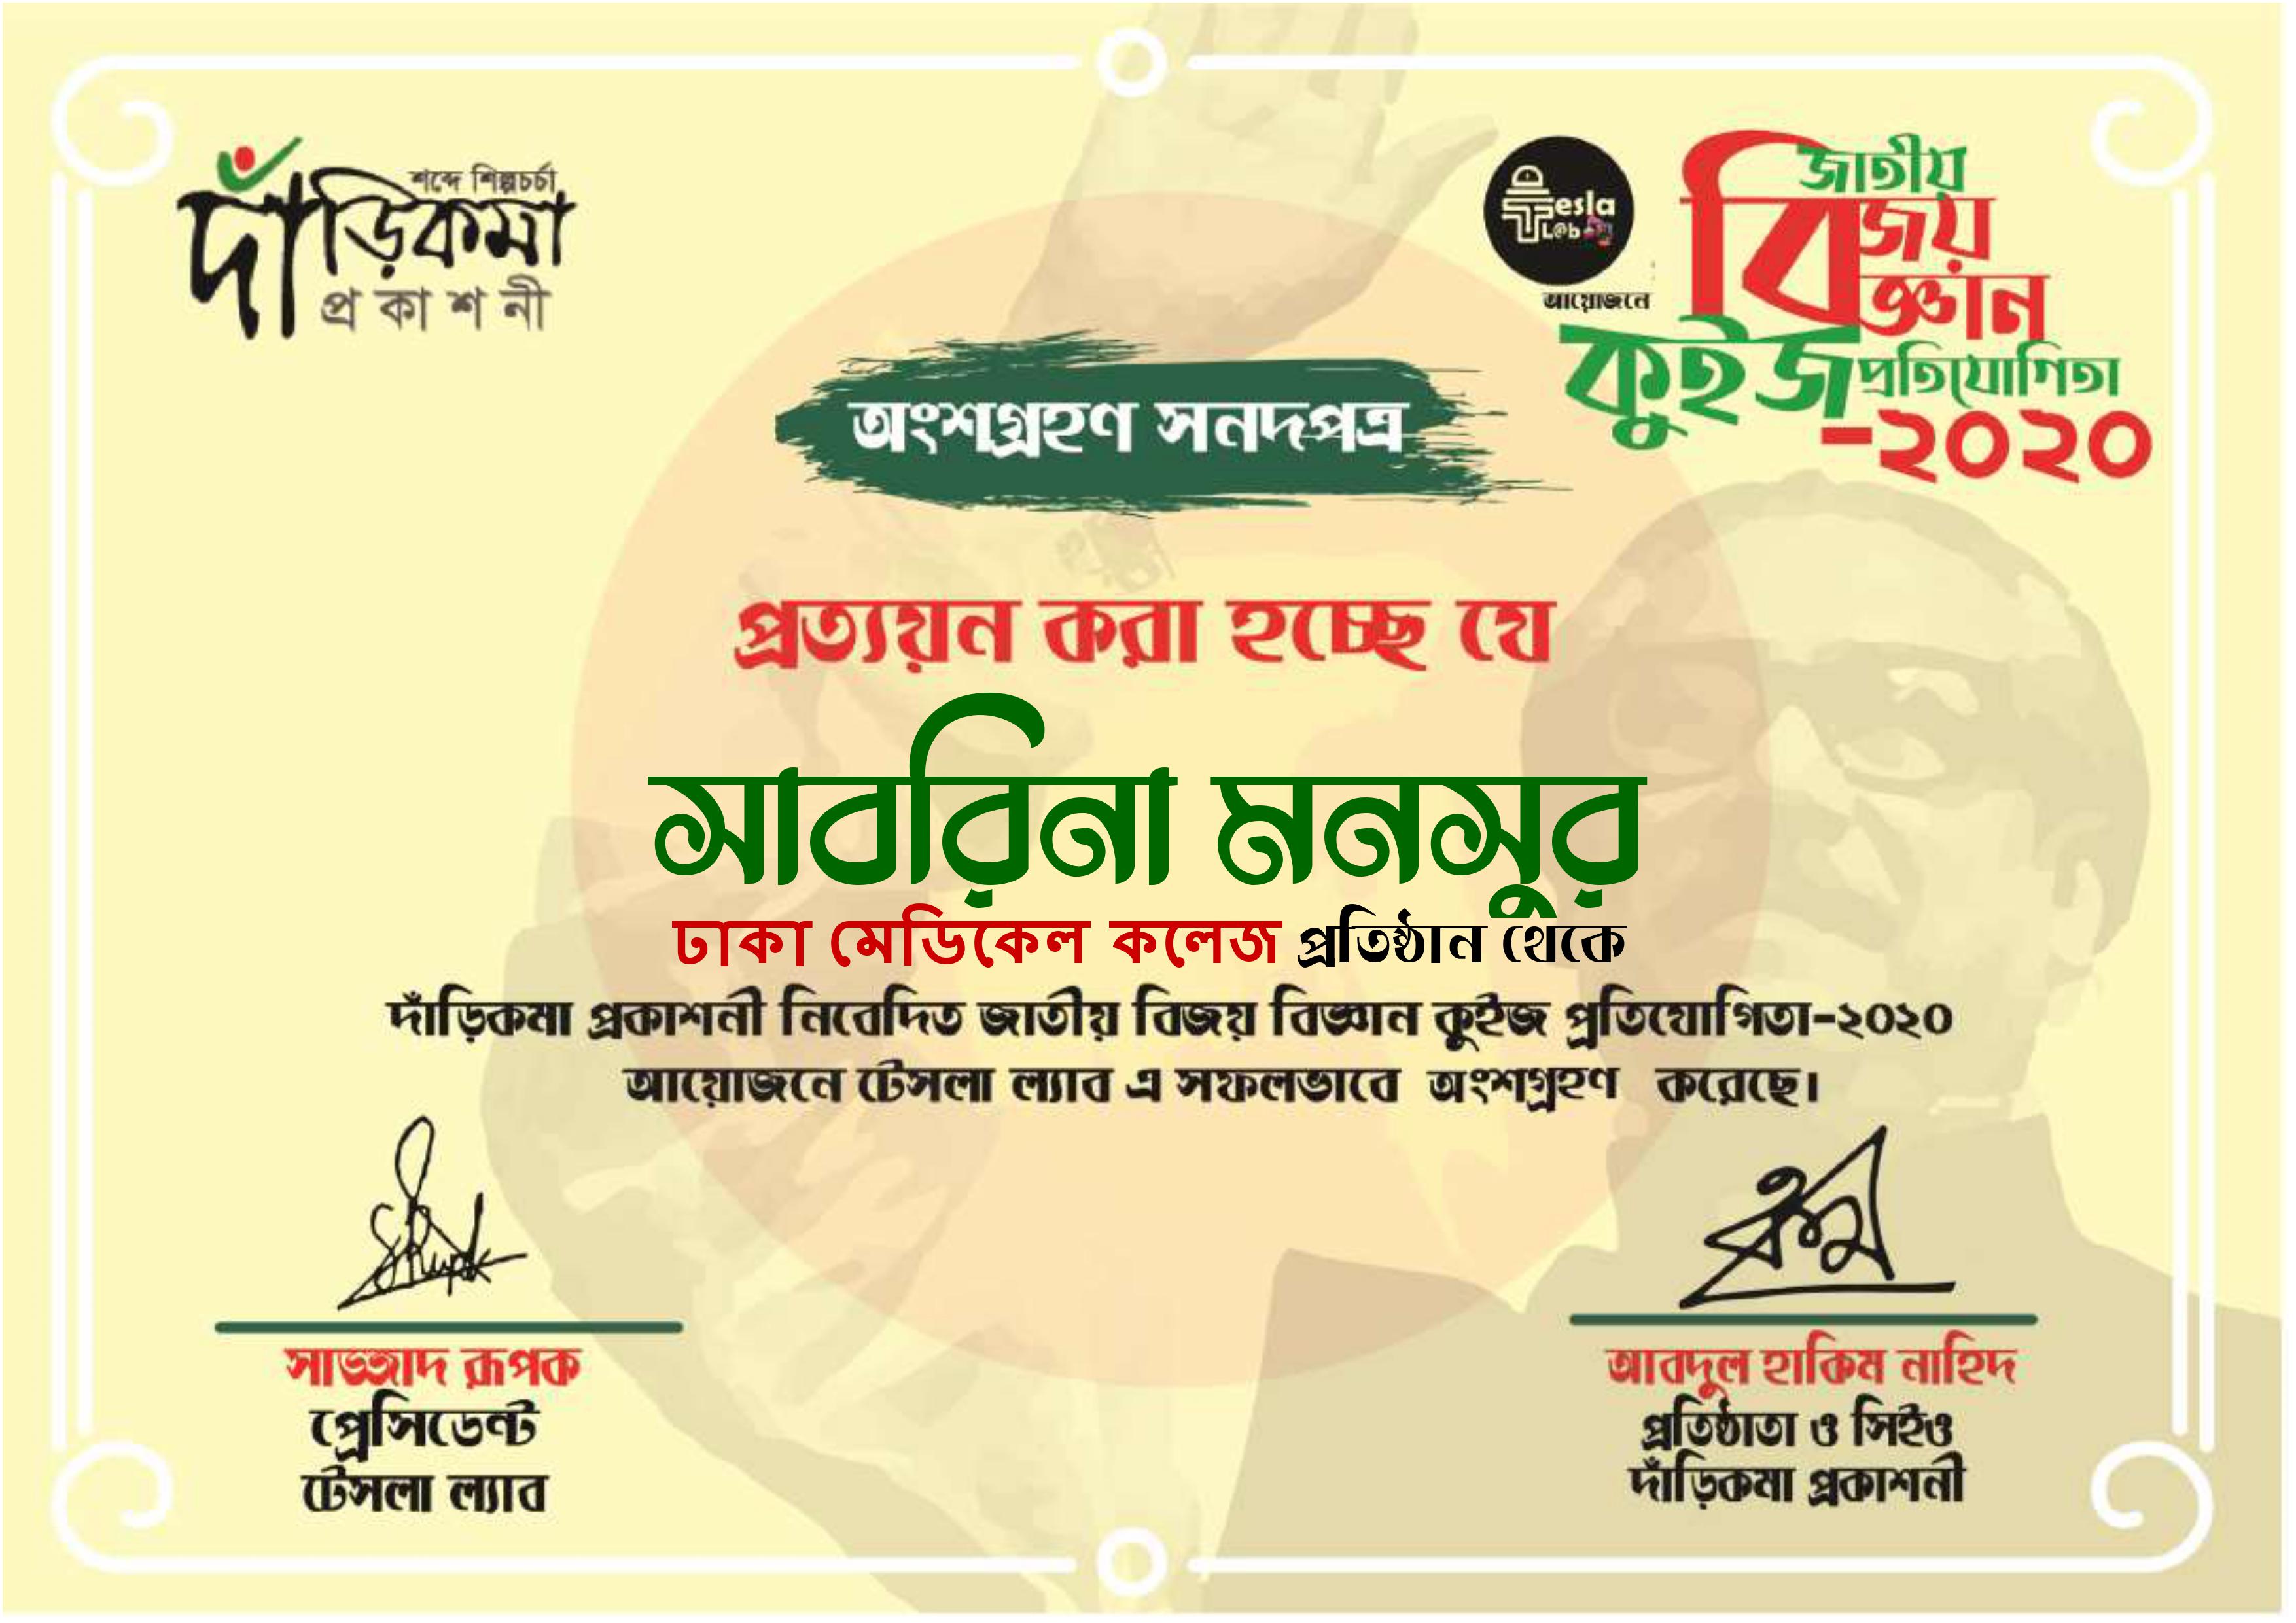 শব্দে শিল্পচর্চা
দাঁড়িকমা
প্রকাশনী
Tesla
L@b
আয়োজনে
জাতীয়
বিজয়
বিজ্ঞান
কুইজ প্রতিযোগিতা
-২০২০
অংশগ্রহণ সনদপত্র
প্রত্যয়ন করা হচ্ছে যে
সাবরিনা মনসুর
ঢাকা মেডিকেল কলেজ প্রতিষ্ঠান থেকে
দাঁড়িকমা প্রকাশনী নিবেদিত জাতীয় বিজয় বিজ্ঞান কুইজ প্রতিযোগিতা-২০২০
আয়োজনে টেসলা ল্যাব এ সফলভাবে অংশগ্রহণ করেছে।
সাজ্জাদ রূপক
প্রেসিডেন্ট
টেসলা ল্যাব
আবদুল হাকিম নাহিদ
প্রতিষ্ঠাতা ও সিইও
দাঁড়িকমা প্রকাশনী